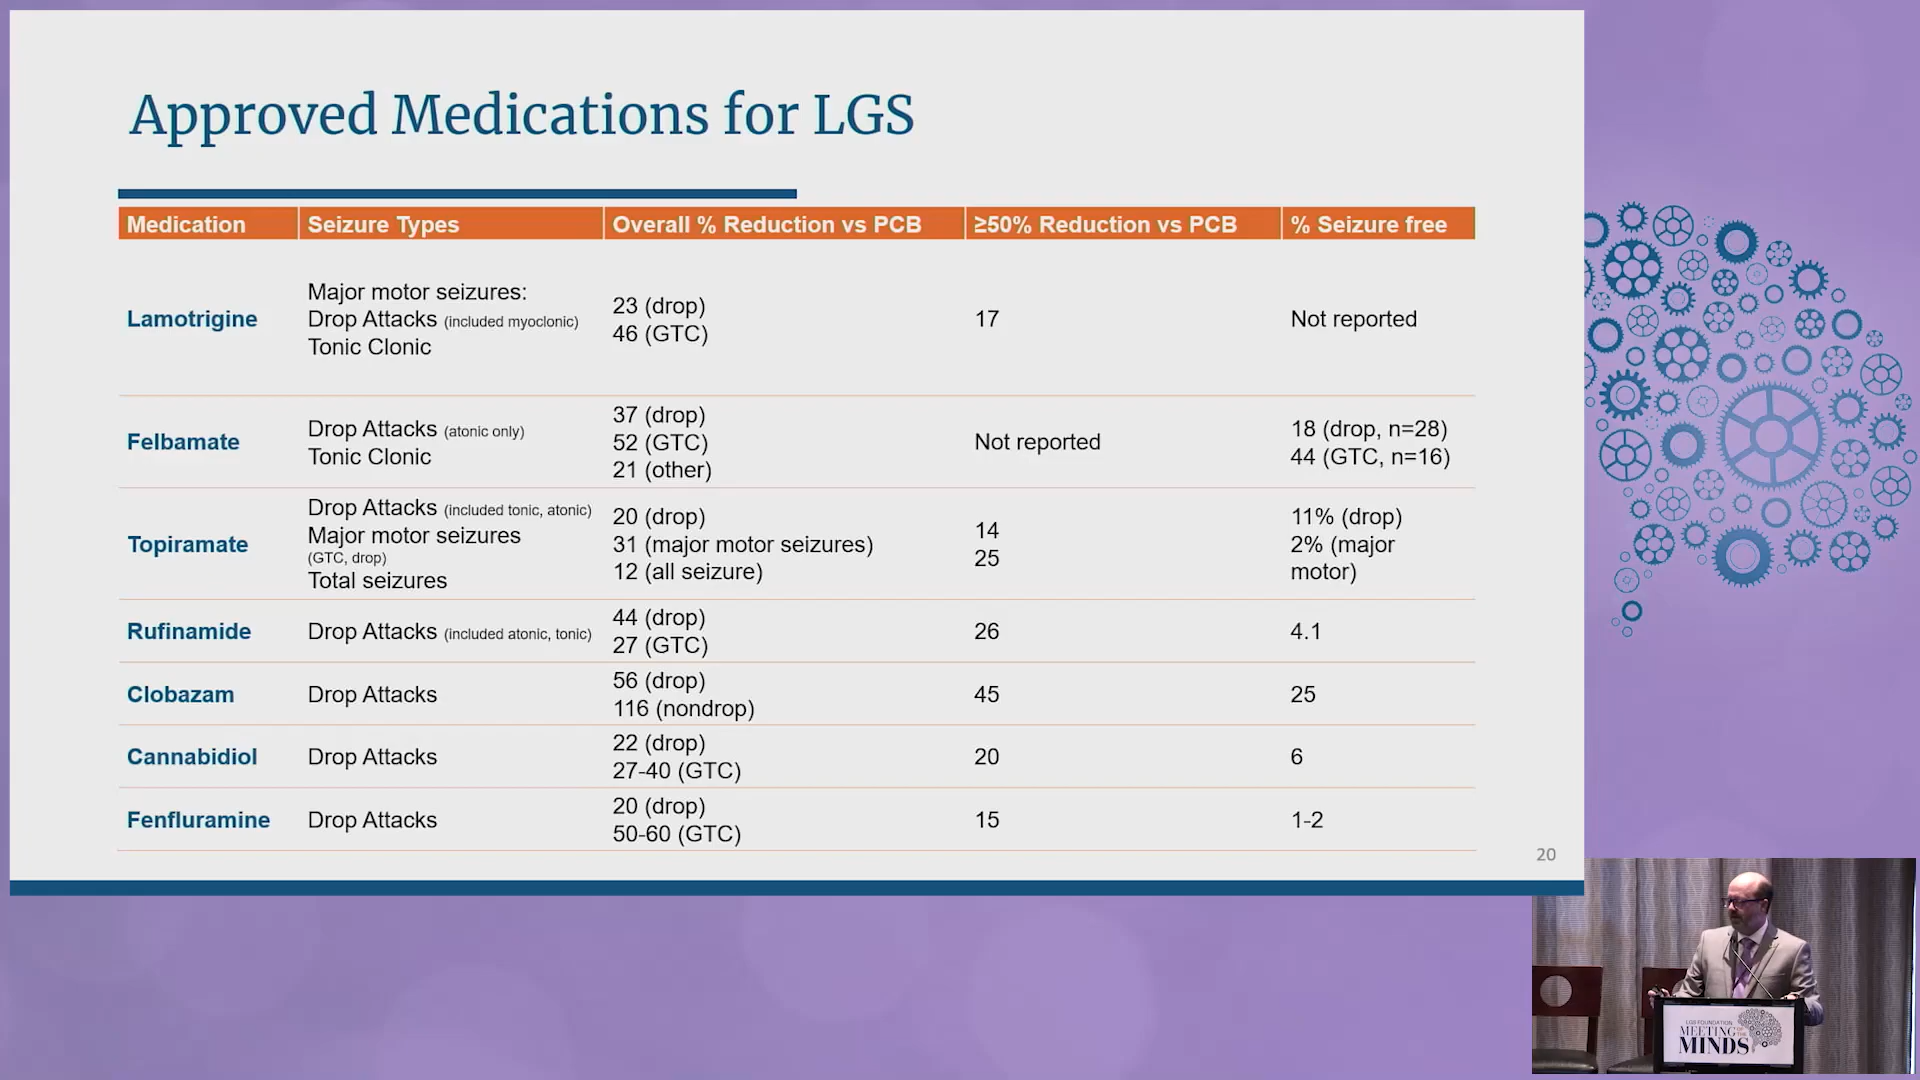 Approved Medications for LGS
Medication Seizure Types Overall % Reduction vs PCB ≥50% Reduction vs PCB % Seizure free
Lamotrigine
Major motor seizures:
Drop Attacks (included myoclonic)
Tonic Clonic
23 (drop)
46 (GTC)
17
Not reported
Felbamate
Drop Attacks (atonic only)
Tonic Clonic
37 (drop)
52 (GTC)
21 (other)
Not reported
18 (drop, n=28)
44 (GTC, n=16)
Topiramate
Drop Attacks (included tonic, atonic)
Major motor seizures
(GTC, drop)
Total seizures
20 (drop)
31 (major motor seizures)
12 (all seizure)
14
25
11% (drop)
2% (major
motor)
Rufinamide
Drop Attacks (included atonic, tonic)
44 (drop)
27 (GTC)
26
4.1
Clobazam
Drop Attacks
56 (drop)
116 (nondrop)
45
25
Cannabidiol
Drop Attacks
22 (drop)
27-40 (GTC)
20
6
Fenfluramine
Drop Attacks
20 (drop)
50-60 (GTC)
15
1-2
20
LGS FOUNDATION
MEETING OF THE
MINDS